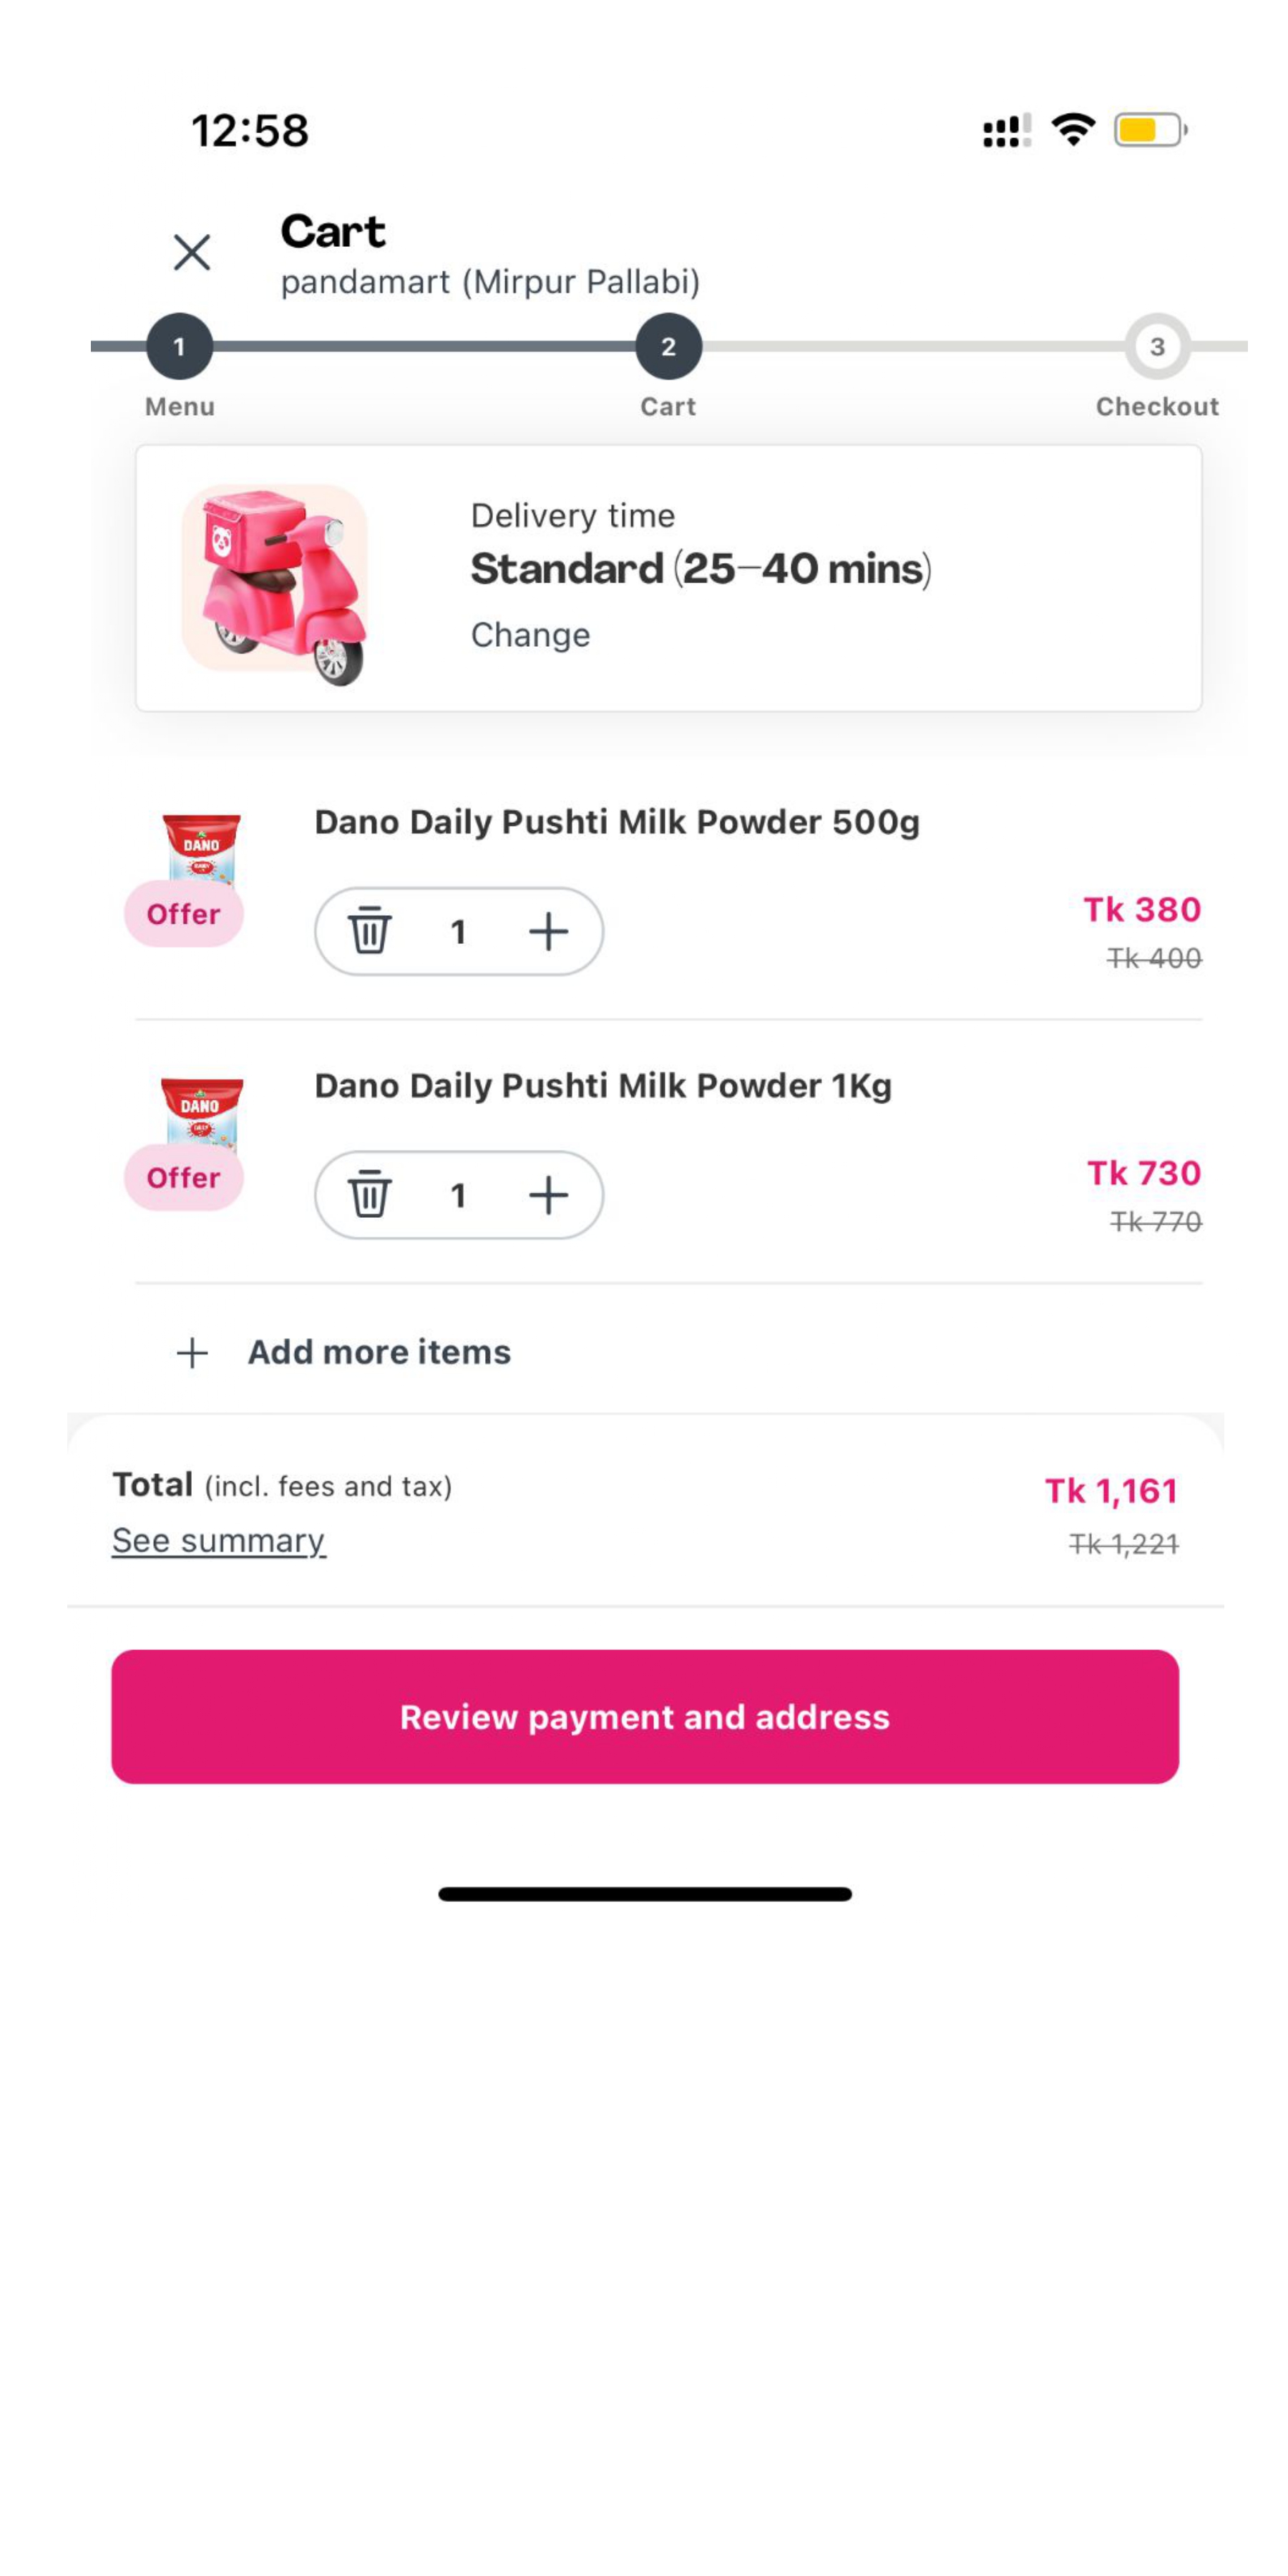 12:58
Cart
pandamart (Mirpur Pallabi)
1
2
3
Menu
Cart
Checkout
Delivery time
Standard (25–40 mins)
Change
DANO
Dano Daily Pushti Milk Powder 500g
Offer
1
Tk 380
Tk 400
DANO
Dano Daily Pushti Milk Powder 1Kg
Offer
1
Tk 730
Tk 770
Add more items
Total (incl. fees and tax)
Tk 1,161
See summary
Tk 1,221
Review payment and address